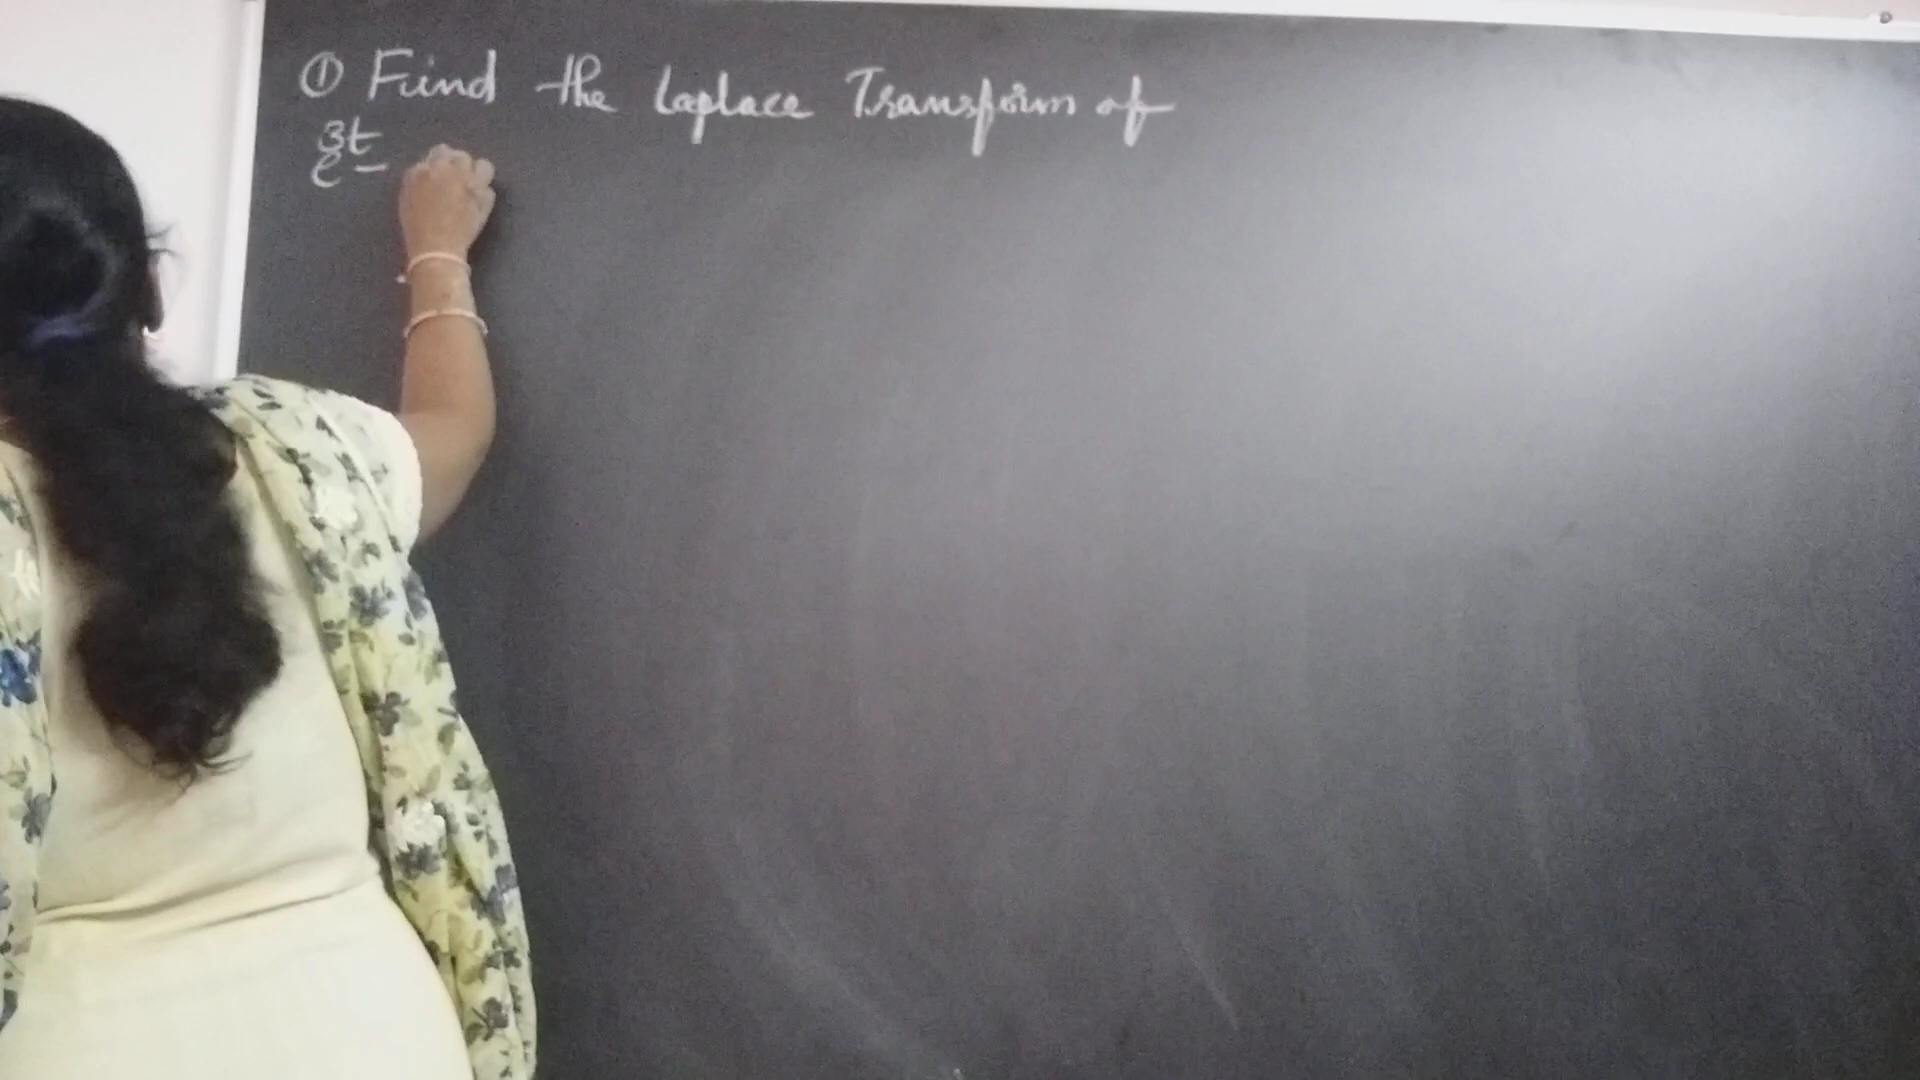 ① Find the Laplace Transform of
e^{3t} –